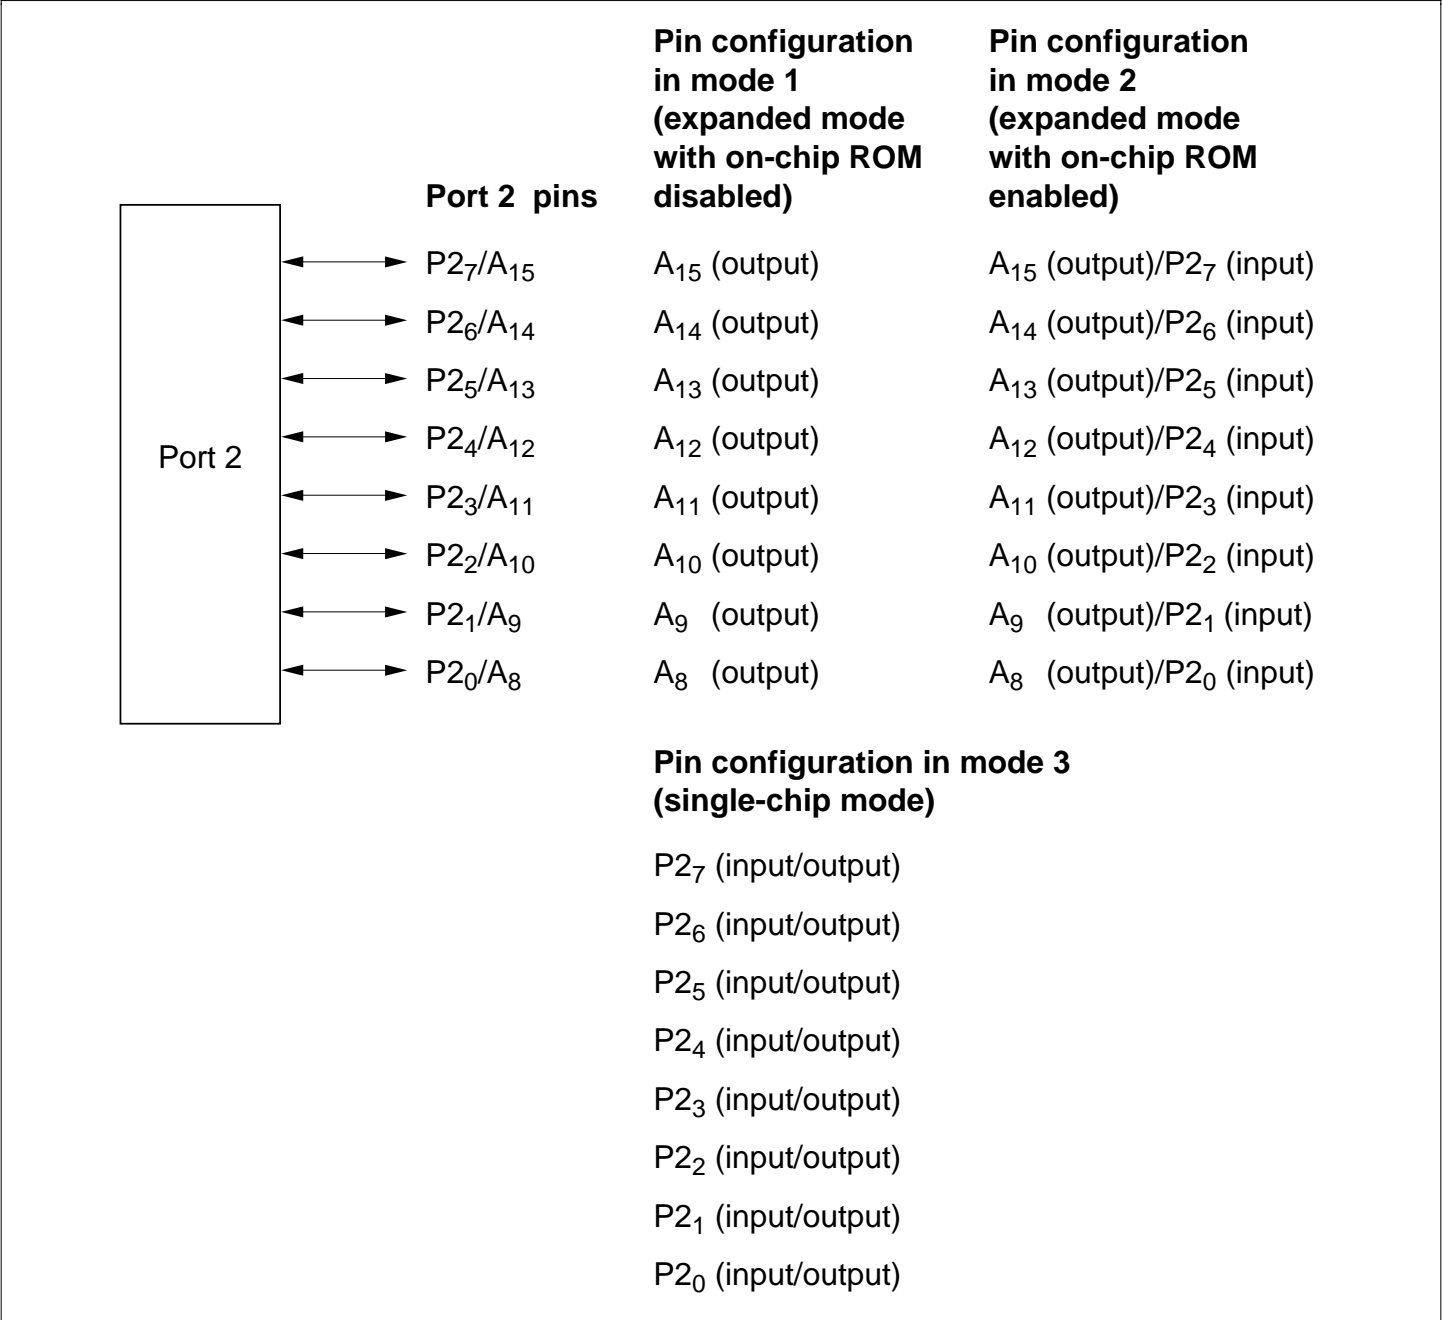 Pin configuration
in mode 1
(expanded mode
with on-chip ROM
disabled)
Pin configuration
in mode 2
(expanded mode
with on-chip ROM
enabled)
Port 2 pins
Port 2
P2₇/A₁₅ A₁₅ (output) A₁₅ (output)/P2₇ (input)
P2₆/A₁₄ A₁₄ (output) A₁₄ (output)/P2₆ (input)
P2₅/A₁₃ A₁₃ (output) A₁₃ (output)/P2₅ (input)
P2₄/A₁₂ A₁₂ (output) A₁₂ (output)/P2₄ (input)
P2₃/A₁₁ A₁₁ (output) A₁₁ (output)/P2₃ (input)
P2₂/A₁₀ A₁₀ (output) A₁₀ (output)/P2₂ (input)
P2₁/A₉ A₉ (output) A₉ (output)/P2₁ (input)
P2₀/A₈ A₈ (output) A₈ (output)/P2₀ (input)
Pin configuration in mode 3
(single-chip mode)
P2₇ (input/output)
P2₆ (input/output)
P2₅ (input/output)
P2₄ (input/output)
P2₃ (input/output)
P2₂ (input/output)
P2₁ (input/output)
P2₀ (input/output)